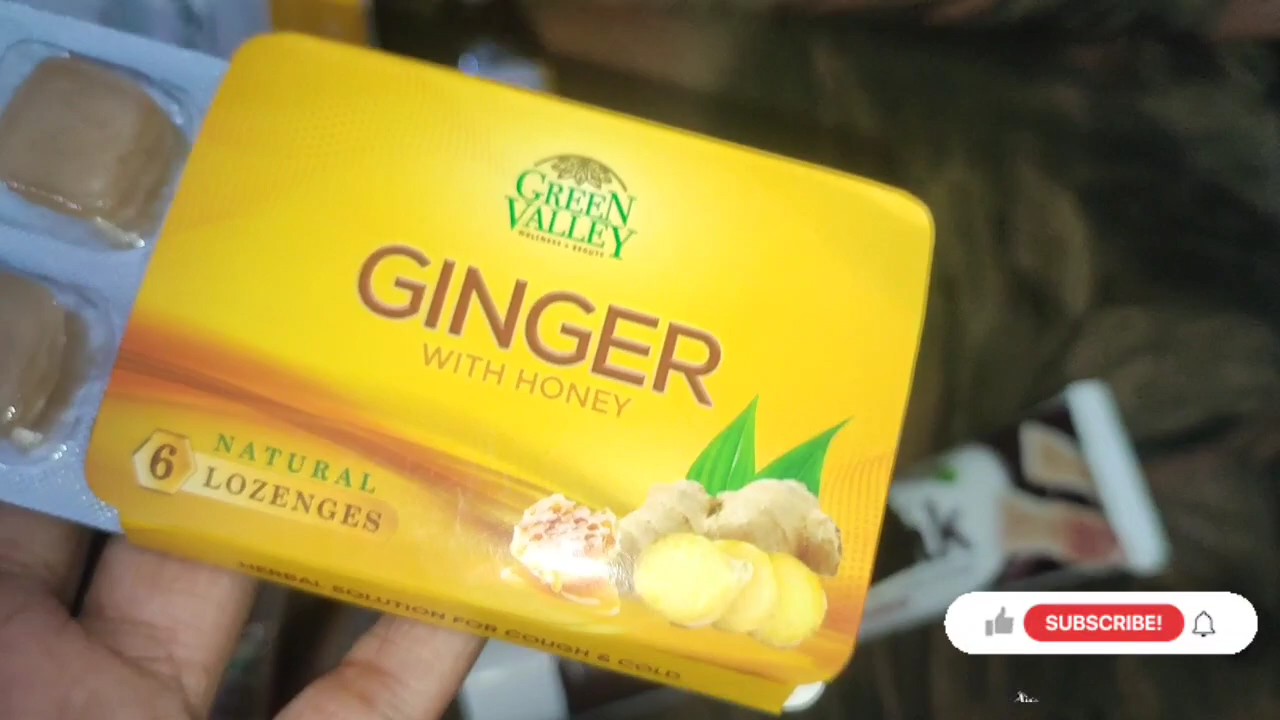 GREEN
VALLEY
WELLNESS & BEAUTY
GINGER
WITH HONEY
6
NATURAL
LOZENGES
HERBAL SOLUTION FOR COUGH & COLD
SUBSCRIBE!